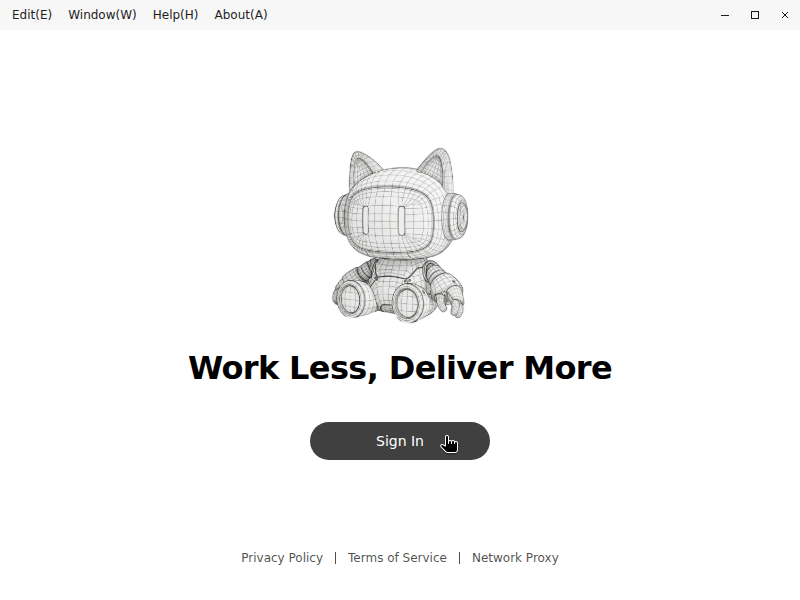 Edit(E) Window(W) Help(H) About(A)
Work Less, Deliver More
Sign In
Privacy Policy | Terms of Service | Network Proxy